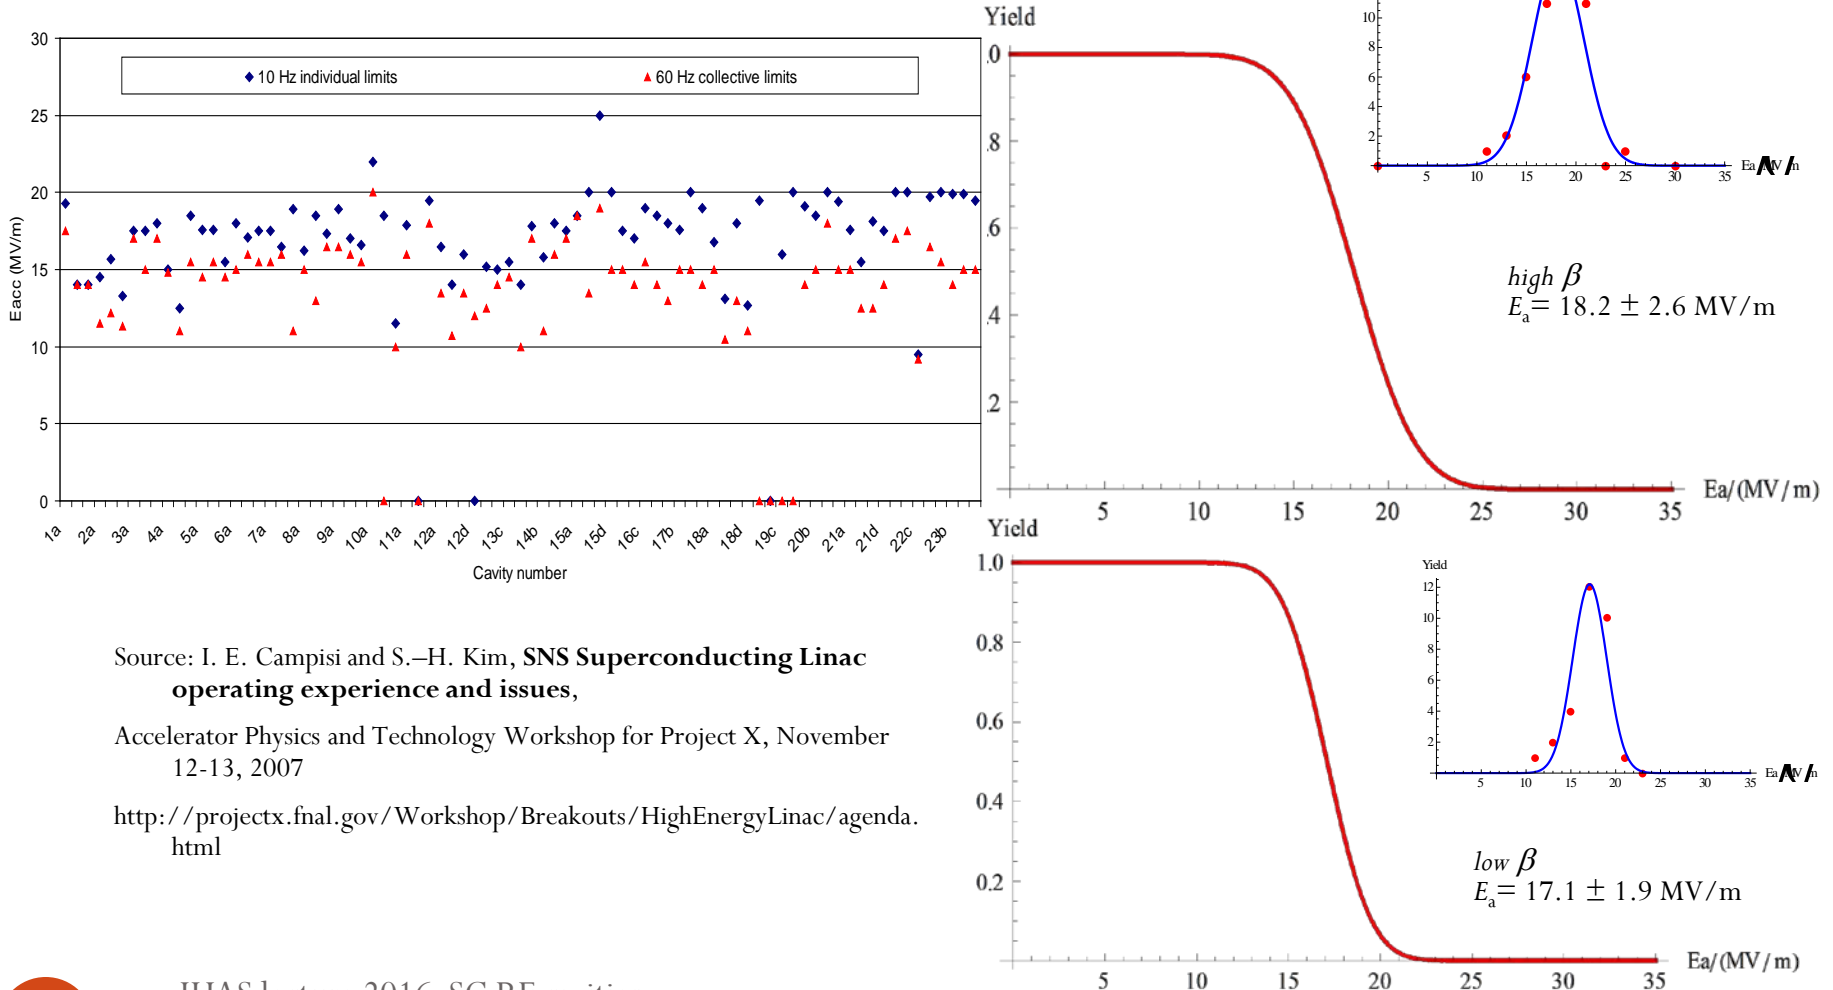 30
25
20
15
10
5
0
Eacc (MV/m)
10 Hz individual limits
60 Hz collective limits
1a 2a 3a 4a 5a 6a 7a 8a 9a 10a 11a 12a 12d 13c 14b 15a 15d 16c 17b 18a 18d 19c 20b 21a 21d 22c 23b
Cavity number
Source: I. E. Campisi and S.–H. Kim, SNS Superconducting Linac
operating experience and issues,
Accelerator Physics and Technology Workshop for Project X, November
12-13, 2007
http://projectx.fnal.gov/Workshop/Breakouts/HighEnergyLinac/agenda.
html
Yield
.0
.8
.6
.4
.2
5 10 15 20 25 30 35
Ea/(MV/m)
10
8
6
4
2
5 10 15 20 25 30 35
Ea
high β
Ea= 18.2 ± 2.6 MV/m
Yield
1.0
0.8
0.6
0.4
0.2
5 10 15 20 25 30 35
Ea/(MV/m)
Yield
12
10
8
6
4
2
5 10 15 20 25 30 35
Ea
low β
Ea= 17.1 ± 1.9 MV/m